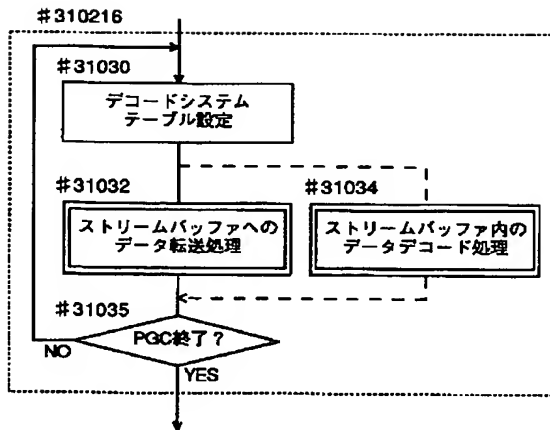 #310216
#31030
デコードシステム
テーブル設定
#31032
ストリームバッファへの
データ転送処理
#31034
ストリームバッファ内の
データデコード処理
#31035
PGC終了？
NO
YES